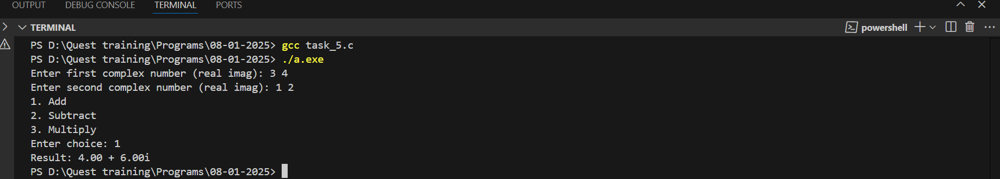 OUTPUT DEBUG CONSOLE TERMINAL PORTS
TERMINAL powershell
PS D:\Quest training\Programs\08-01-2025> gcc task_5.c
PS D:\Quest training\Programs\08-01-2025> ./a.exe
Enter first complex number (real imag): 3 4
Enter second complex number (real imag): 1 2
1. Add
2. Subtract
3. Multiply
Enter choice: 1
Result: 4.00 + 6.00i
PS D:\Quest training\Programs\08-01-2025>